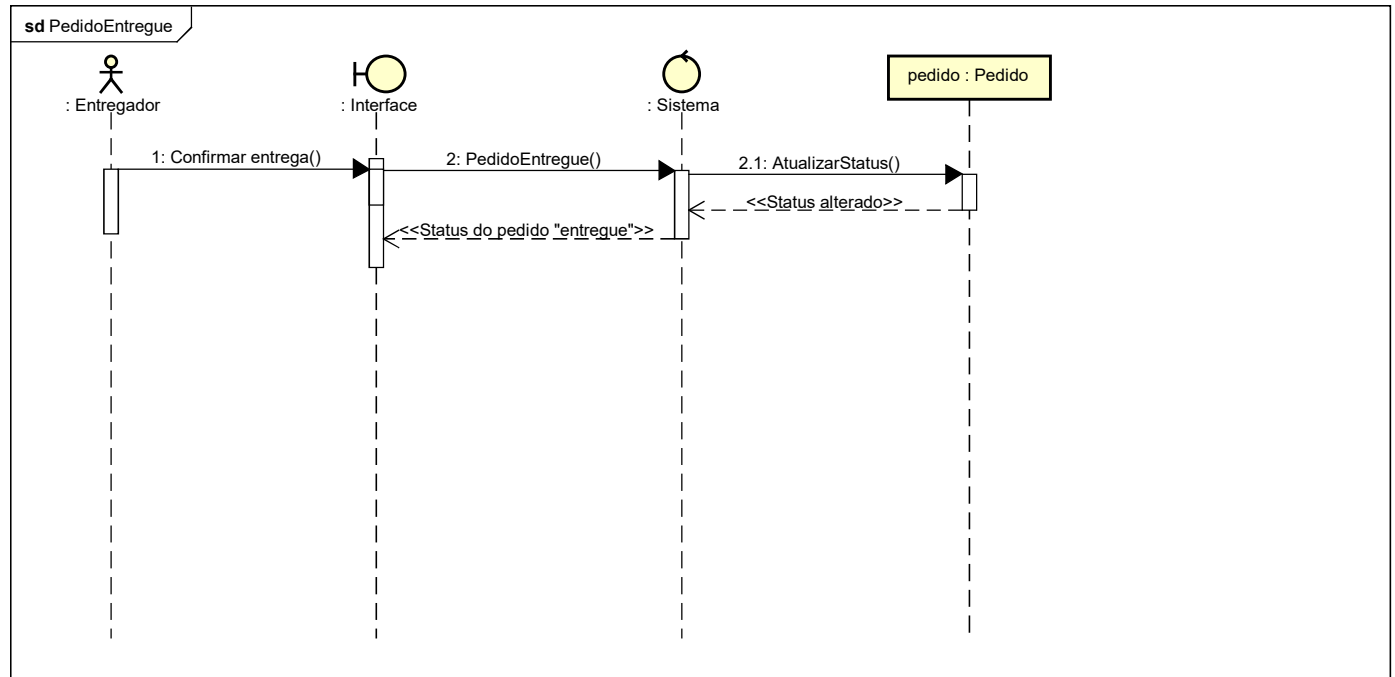 sd PedidoEntregue
: Entregador
: Interface
: Sistema
pedido : Pedido
1: Confirmar entrega()
2: PedidoEntregue()
2.1: AtualizarStatus()
<<Status alterado>>
<<Status do pedido "entregue">>